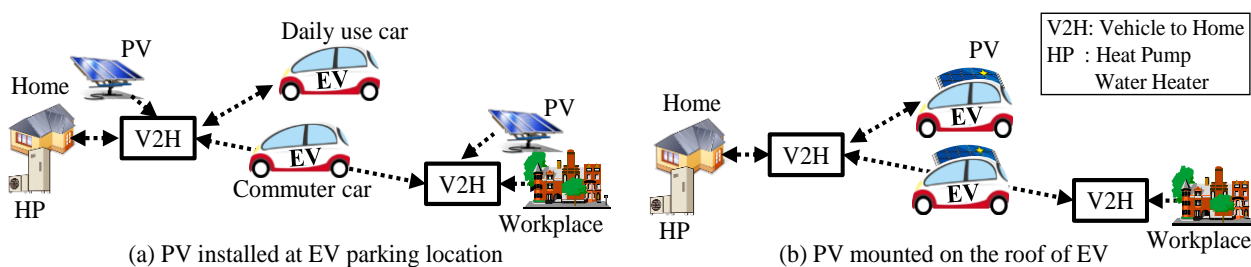 Daily use car
PV
EV
Home
V2H
PV
EV
Commuter car
V2H
HP
Workplace
(a) PV installed at EV parking location
V2H: Vehicle to Home
HP : Heat Pump
Water Heater
PV
EV
Home
V2H
EV
V2H
HP
Workplace
(b) PV mounted on the roof of EV